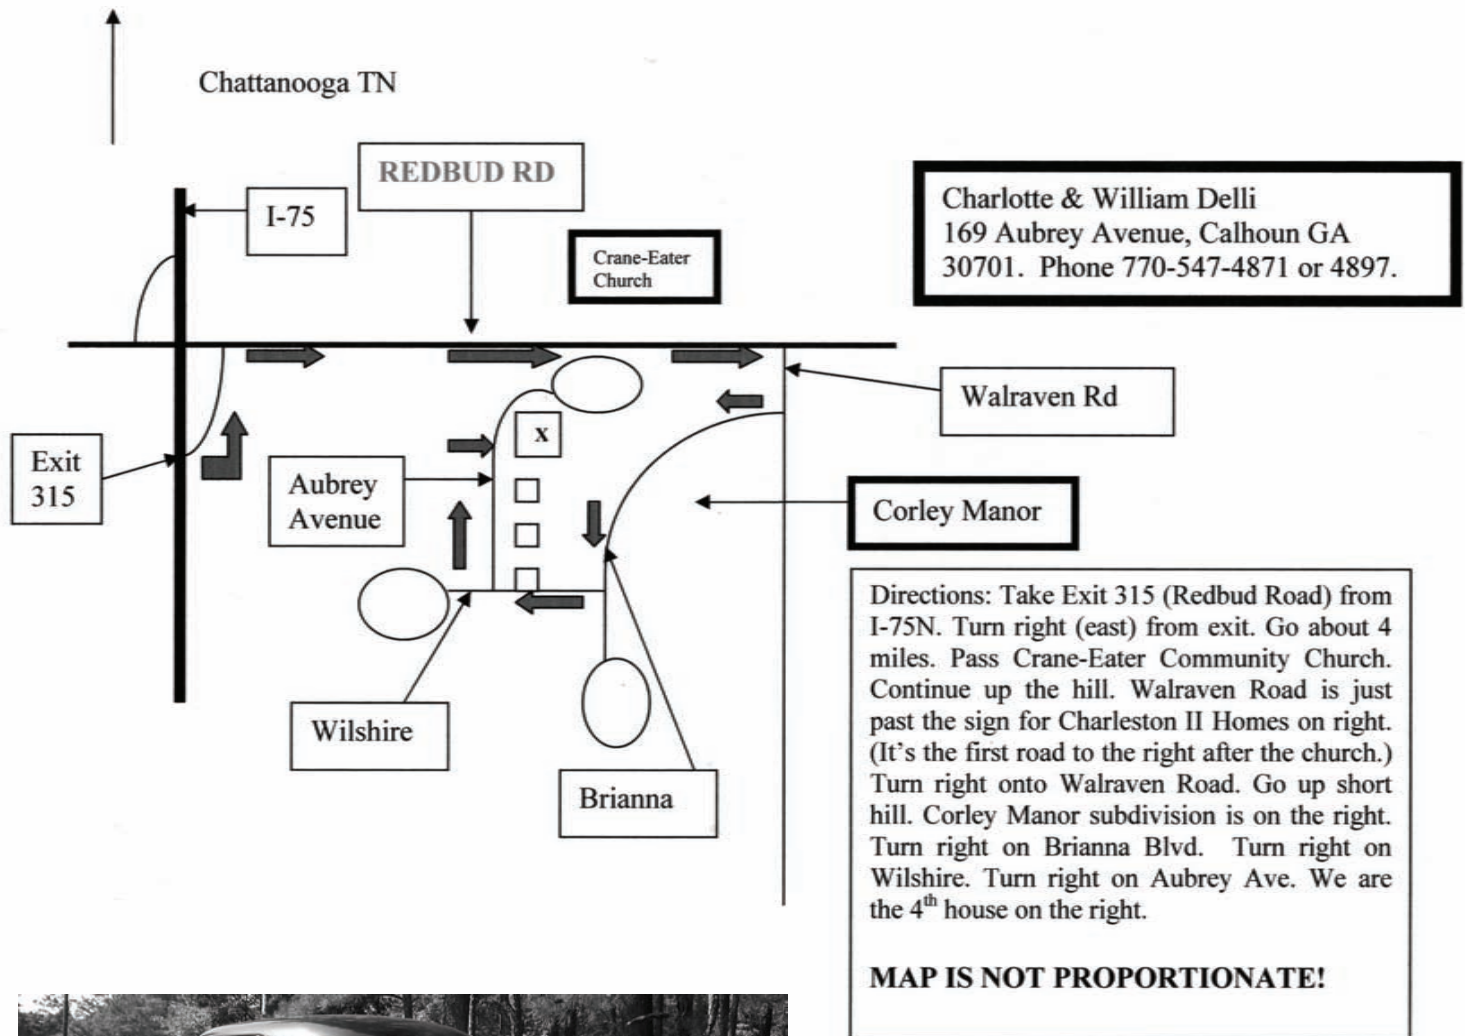 Chattanooga TN
REDBUD RD
I-75
Crane-Eater
Church
Charlotte & William Delli
169 Aubrey Avenue, Calhoun GA
30701.  Phone 770-547-4871 or 4897.
Walraven Rd
x
Exit
315
Aubrey
Avenue
Corley Manor
Wilshire
Brianna
Directions: Take Exit 315 (Redbud Road) from
I-75N. Turn right (east) from exit. Go about 4
miles. Pass Crane-Eater Community Church.
Continue up the hill. Walraven Road is just
past the sign for Charleston II Homes on right.
(It's the first road to the right after the church.)
Turn right onto Walraven Road. Go up short
hill. Corley Manor subdivision is on the right.
Turn right on Brianna Blvd.  Turn right on
Wilshire. Turn right on Aubrey Ave. We are
the 4th house on the right.
MAP IS NOT PROPORTIONATE!